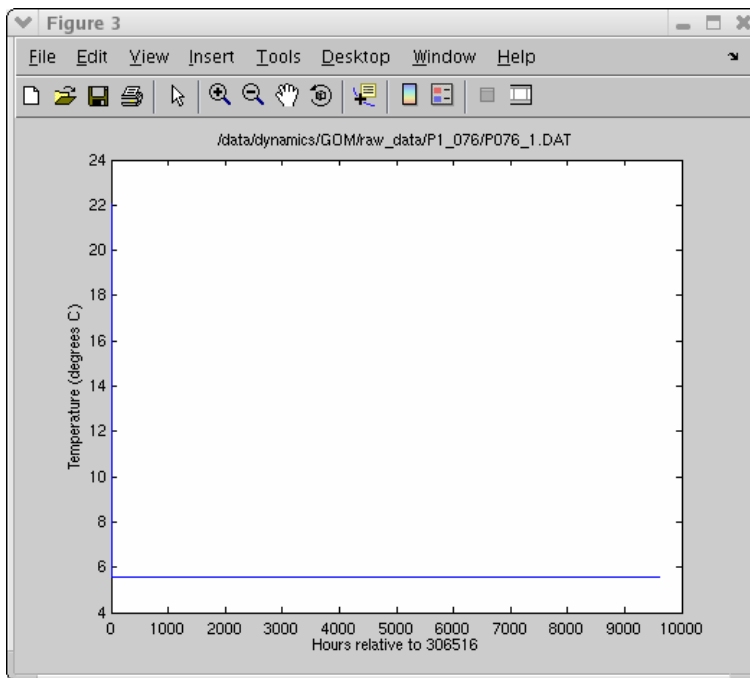 Figure 3
File Edit View Insert Tools Desktop Window Help
/data/dynamics/GOM/raw_data/P1_076/P076_1.DAT
24
22
20
18
16
14
12
10
8
6
4
Temperature (degrees C)
0 1000 2000 3000 4000 5000 6000 7000 8000 9000 10000
Hours relative to 306516